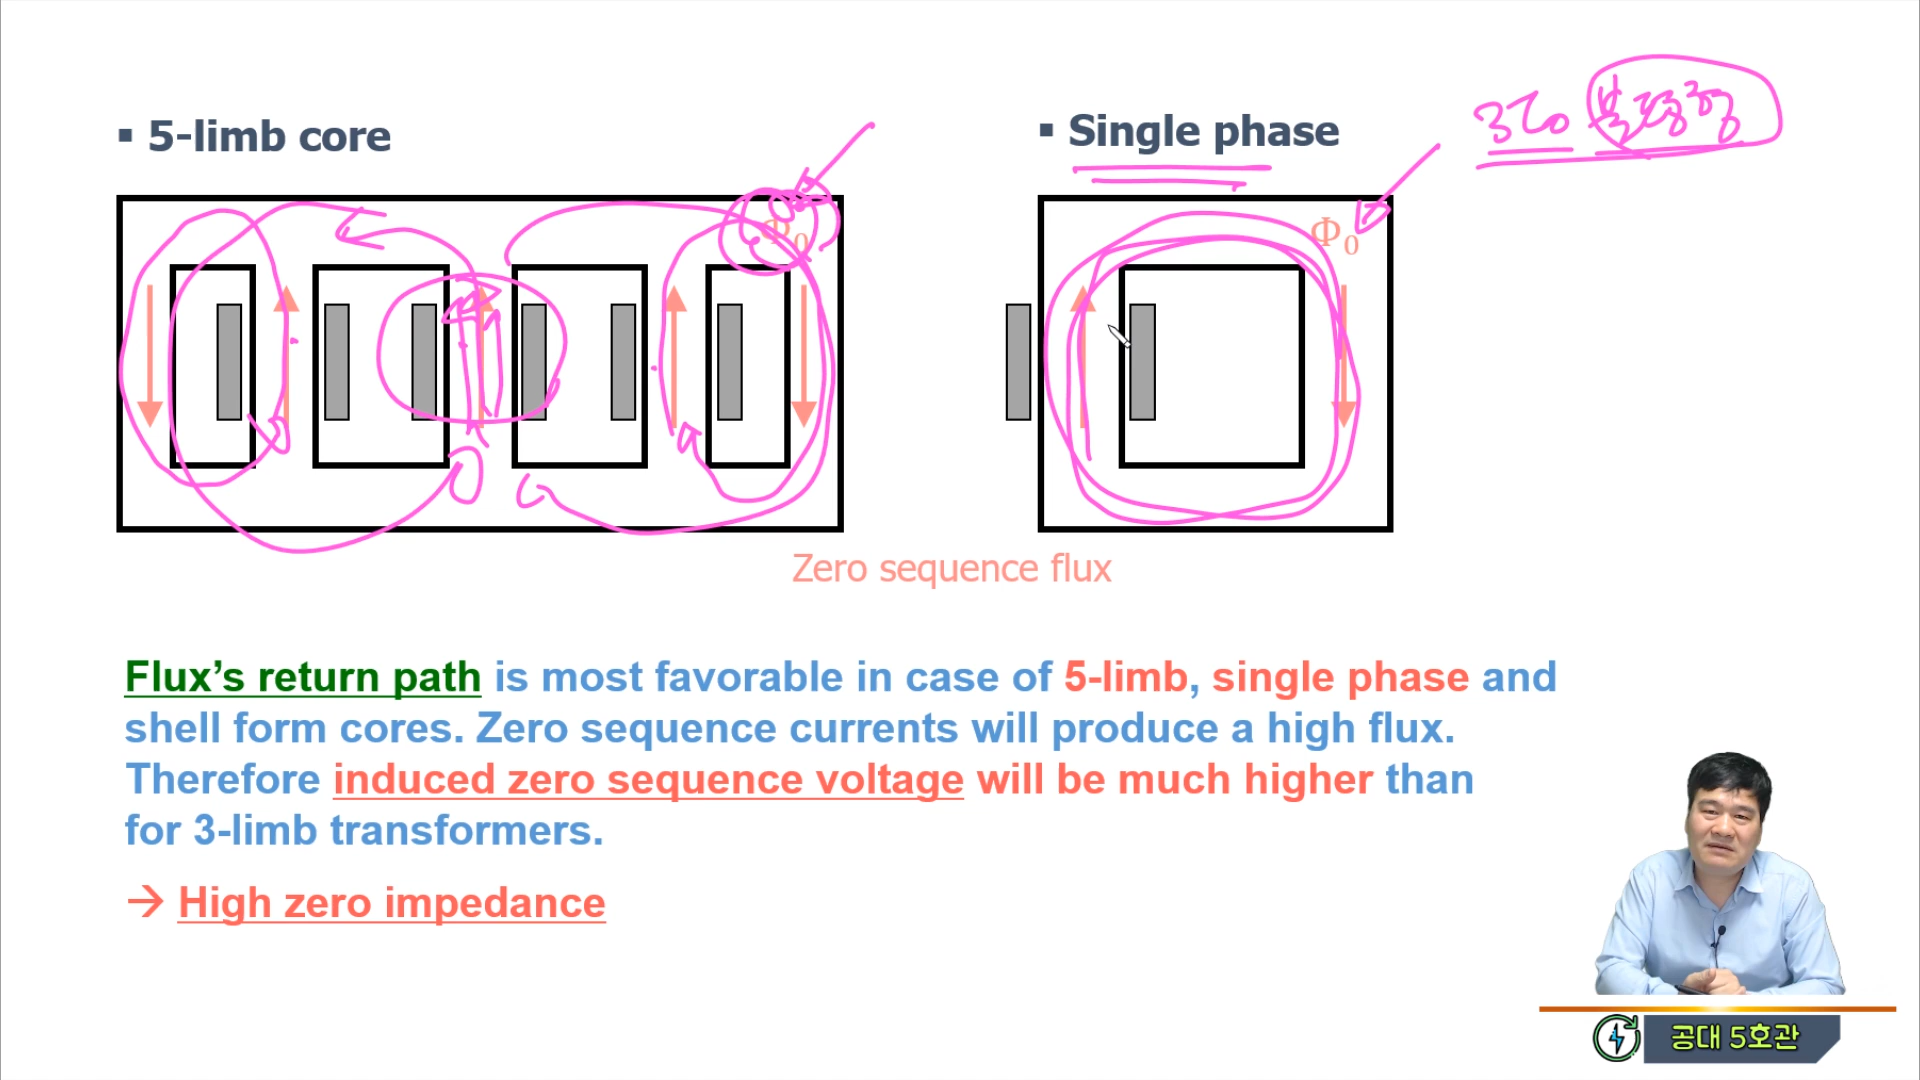 ▪ 5-limb core
▪ Single phase
3I₀ 불평형
Φ₀
Φ₀
Zero sequence flux
Flux’s return path is most favorable in case of 5-limb, single phase and
shell form cores. Zero sequence currents will produce a high flux.
Therefore induced zero sequence voltage will be much higher than
for 3-limb transformers.
→ High zero impedance
공대 5호관